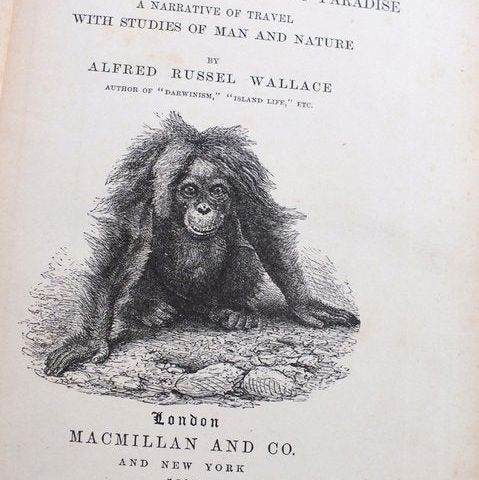 PARADISE
A NARRATIVE OF TRAVEL
WITH STUDIES OF MAN AND NATURE
BY
ALFRED RUSSEL WALLACE
AUTHOR OF "DARWINISM," "ISLAND LIFE," ETC.
London
MACMILLAN AND CO.
AND NEW YORK